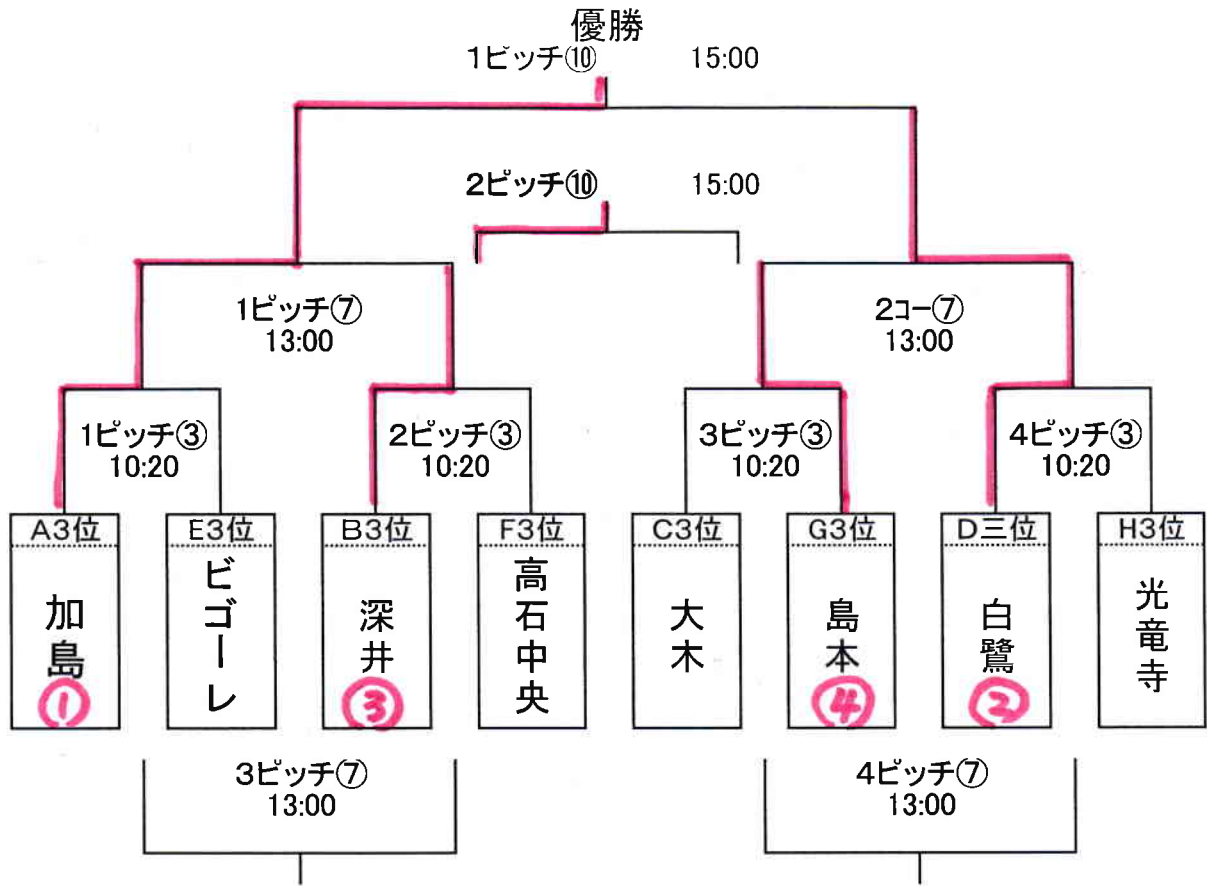 優勝
1ピッチ⑩ 15:00
2ピッチ⑩ 15:00
1ピッチ⑦
13:00
2コー⑦
13:00
1ピッチ③
10:20
2ピッチ③
10:20
3ピッチ③
10:20
4ピッチ③
10:20
A3位
加島
①
E3位
ビゴーレ
B3位
深井
③
F3位
高石中央
C3位
大木
G3位
島本
④
D三位
白鷺
②
H3位
光竜寺
3ピッチ⑦
13:00
4ピッチ⑦
13:00